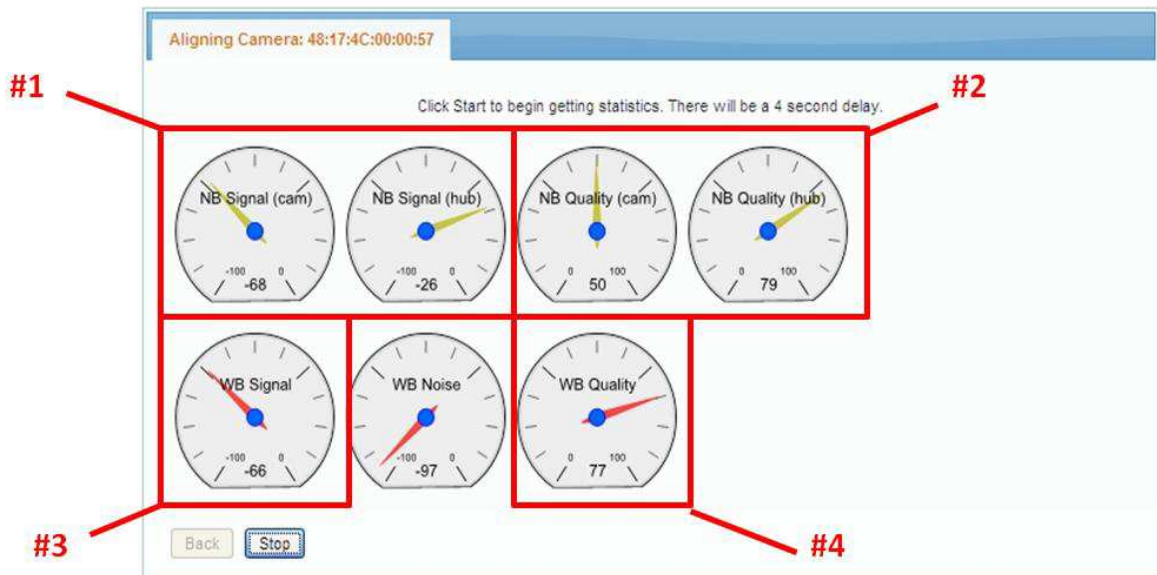 Aligning Camera: 48:17:4C:00:00:57
#1
#2
Click Start to begin getting statistics. There will be a 4 second delay.
NB Signal (cam)
-100 0
-68
NB Signal (hub)
-100 0
-26
NB Quality (cam)
0 100
50
NB Quality (hub)
0 100
79
WB Signal
-100 0
-66
WB Noise
-100 0
-97
WB Quality
0 100
77
#3
Back
Stop
#4